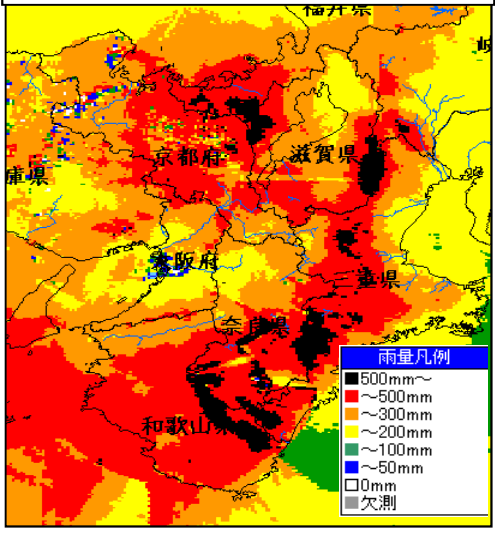 福井県
岐
京都府
滋賀県
庫県
大阪府
三重県
奈良県
和歌山県
雨量凡例
500mm~
~500mm
~300mm
~200mm
~100mm
~50mm
0mm
欠測